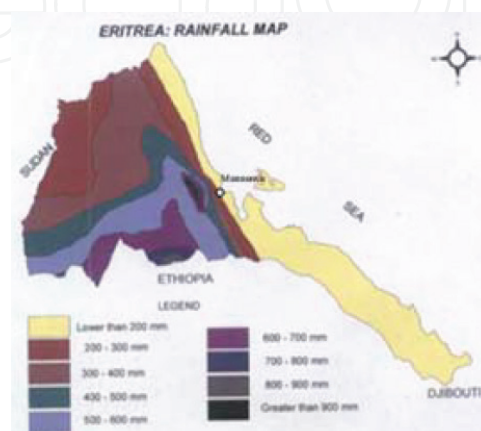 ERITREA: RAINFALL MAP
SUDAN
RED
SEA
Massawa
ETHIOPIA
DJIBOUTI
LEGEND
Lower than 200 mm
200 - 300 mm
300 - 400 mm
400 - 500 mm
500 - 600 mm
600 - 700 mm
700 - 800 mm
800 - 900 mm
Greater than 900 mm